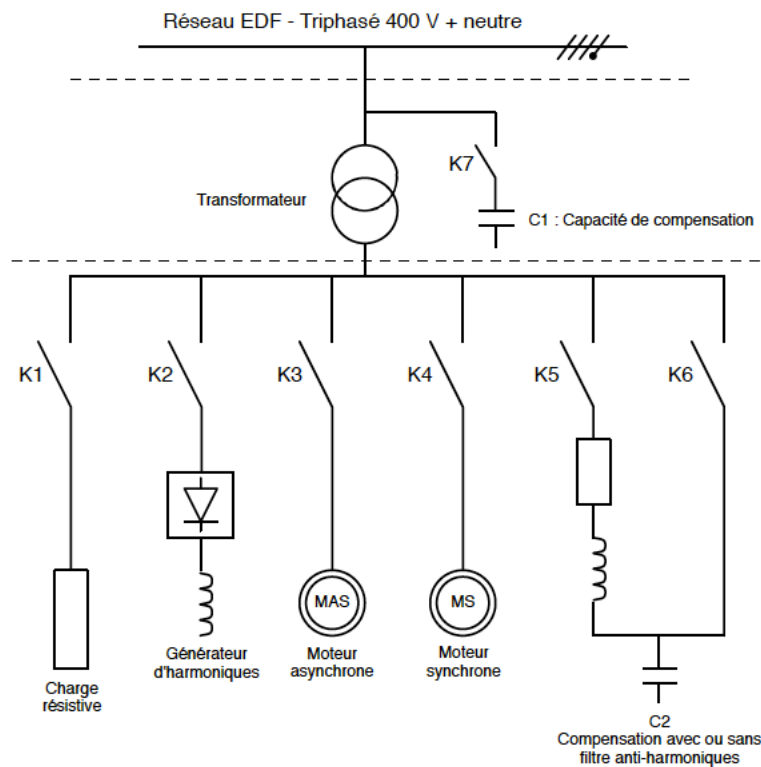 Réseau EDF - Triphasé 400 V + neutre
K7
Transformateur
C1 : Capacité de compensation
K1
K2
K3
K4
K5
K6
MAS
MS
Charge
résistive
Générateur
d'harmoniques
Moteur
asynchrone
Moteur
synchrone
C2
Compensation avec ou sans
filtre anti-harmoniques